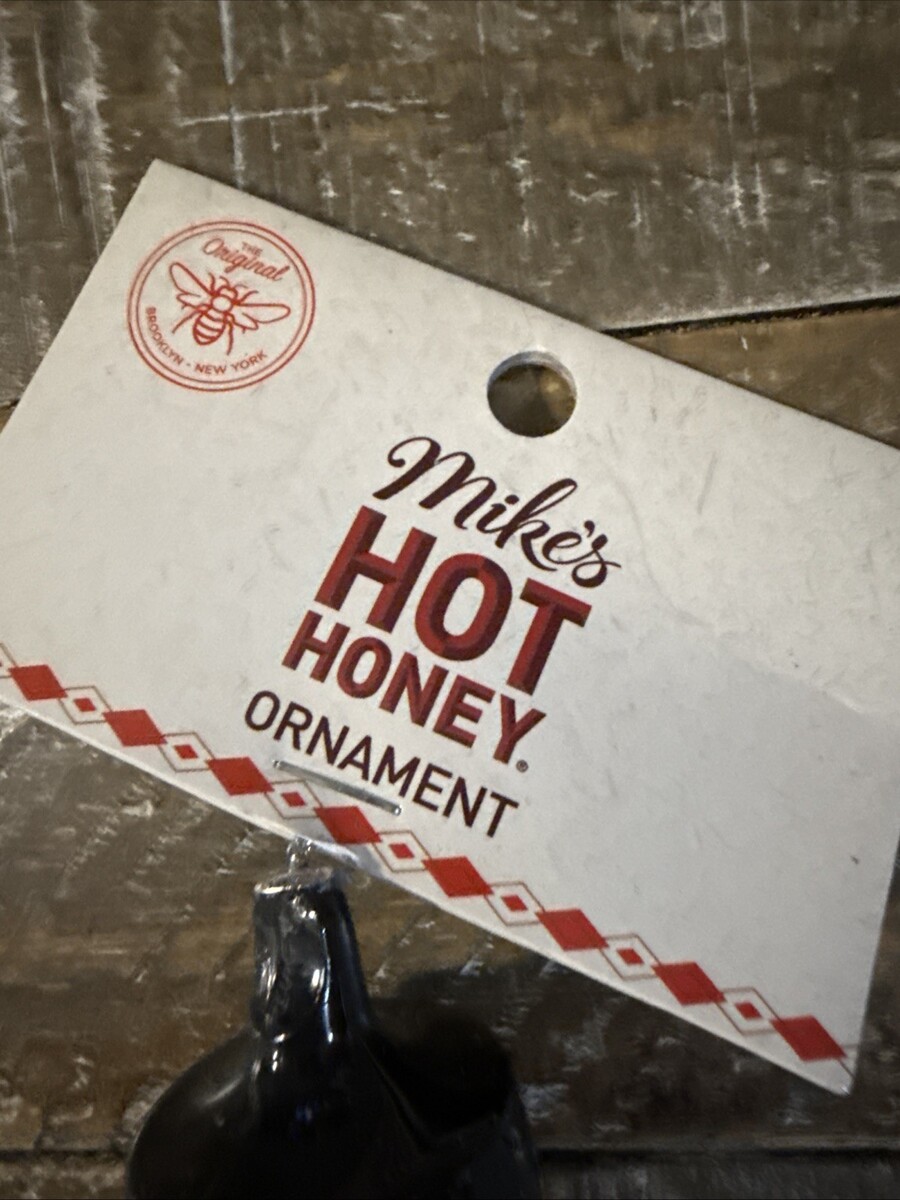 THE
Original
BROOKLYN - NEW YORK
Mike's
HOT
HONEY®
ORNAMENT